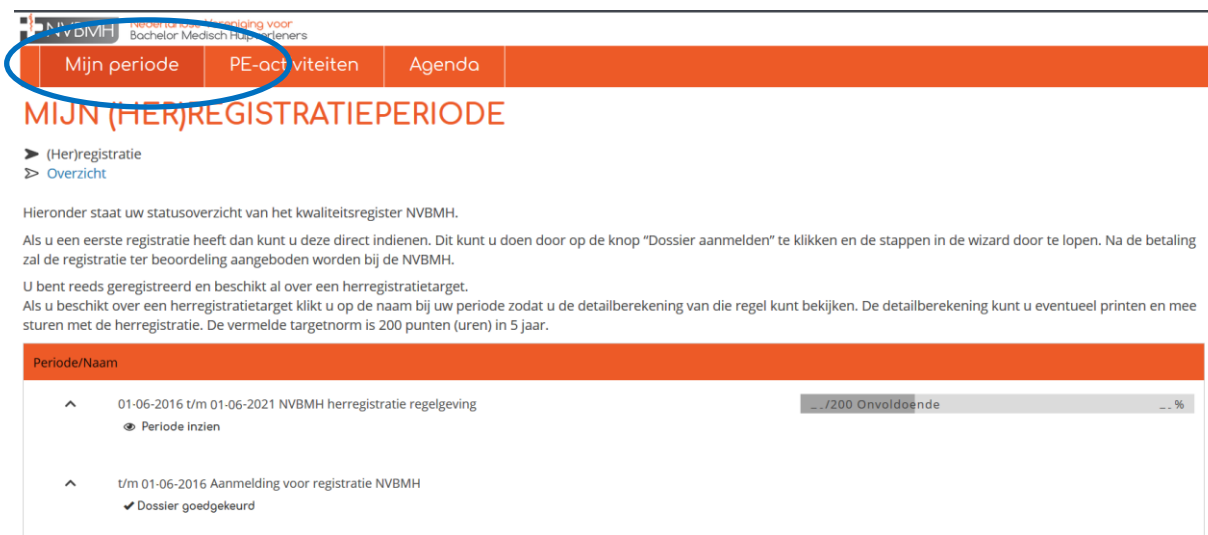 NVBMH Nederlandse Vereniging voor
Bachelor Medisch Hulpverleners
Mijn periode PE-activiteiten Agenda
MIJN (HER)REGISTRATIEPERIODE
➤ (Her)registratie
Overzicht
Hieronder staat uw statusoverzicht van het kwaliteitsregister NVBMH.
Als u een eerste registratie heeft dan kunt u deze direct indienen. Dit kunt u doen door op de knop “Dossier aanmelden” te klikken en de stappen in de wizard door te lopen. Na de betaling
zal de registratie ter beoordeling aangeboden worden bij de NVBMH.
U bent reeds geregistreerd en beschikt al over een herregistratietarget.
Als u beschikt over een herregistratietarget klikt u op de naam bij uw periode zodat u de detailberekening van die regel kunt bekijken. De detailberekening kunt u eventueel printen en mee
sturen met de herregistratie. De vermelde targetnorm is 200 punten (uren) in 5 jaar.
Periode/Naam
01-06-2016 t/m 01-06-2021 NVBMH herregistratie regelgeving /200 Onvoldoende %
Periode inzien
t/m 01-06-2016 Aanmelding voor registratie NVBMH
✔ Dossier goedgekeurd